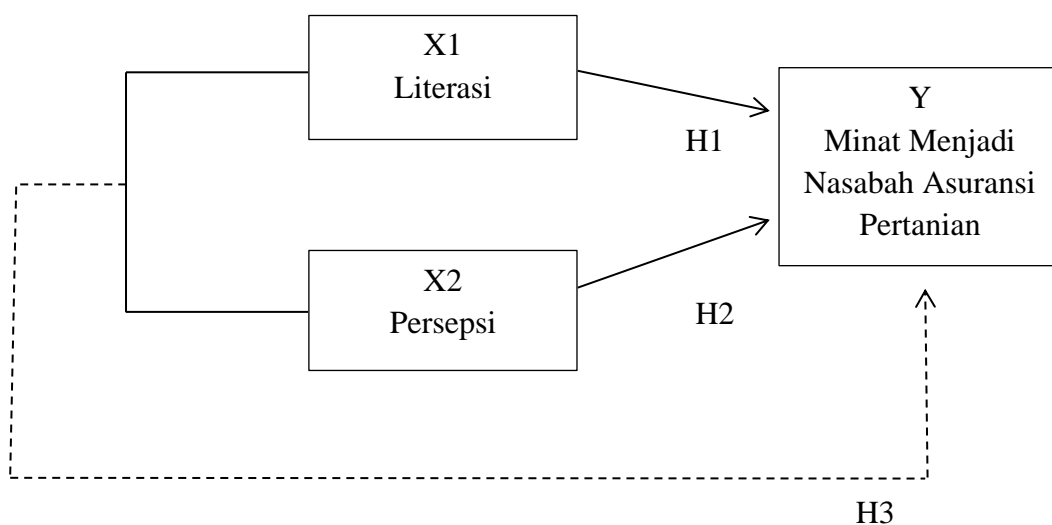 X1
Literasi
Y
Minat Menjadi
Nasabah Asuransi
Pertanian
H1
X2
Persepsi
H2
H3